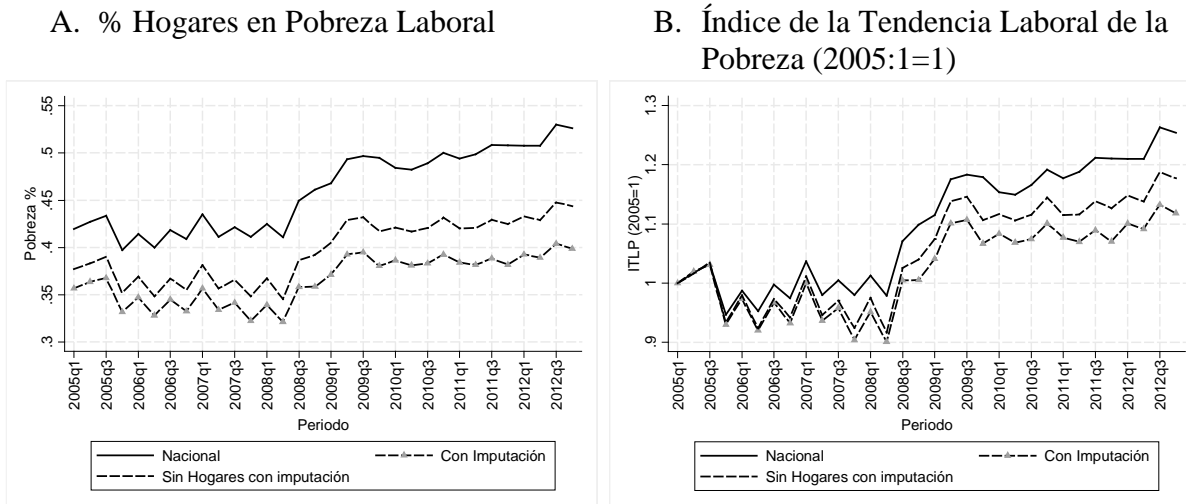 A. % Hogares en Pobreza Laboral
B. Índice de la Tendencia Laboral de la
Pobreza (2005:1=1)
Pobreza %
.55
.5
.45
.4
.35
.3
2005q1
2005q3
2006q1
2006q3
2007q1
2007q3
2008q1
2008q3
2009q1
2009q3
2010q1
2010q3
2011q1
2011q3
2012q1
2012q3
Periodo
Nacional
Con Imputación
Sin Hogares con imputación
ITLP (2005=1)
1.3
1.2
1.1
1
.9
2005q1
2005q3
2006q1
2006q3
2007q1
2007q3
2008q1
2008q3
2009q1
2009q3
2010q1
2010q3
2011q1
2011q3
2012q1
2012q3
Periodo
Nacional
Con Imputación
Sin Hogares con imputación